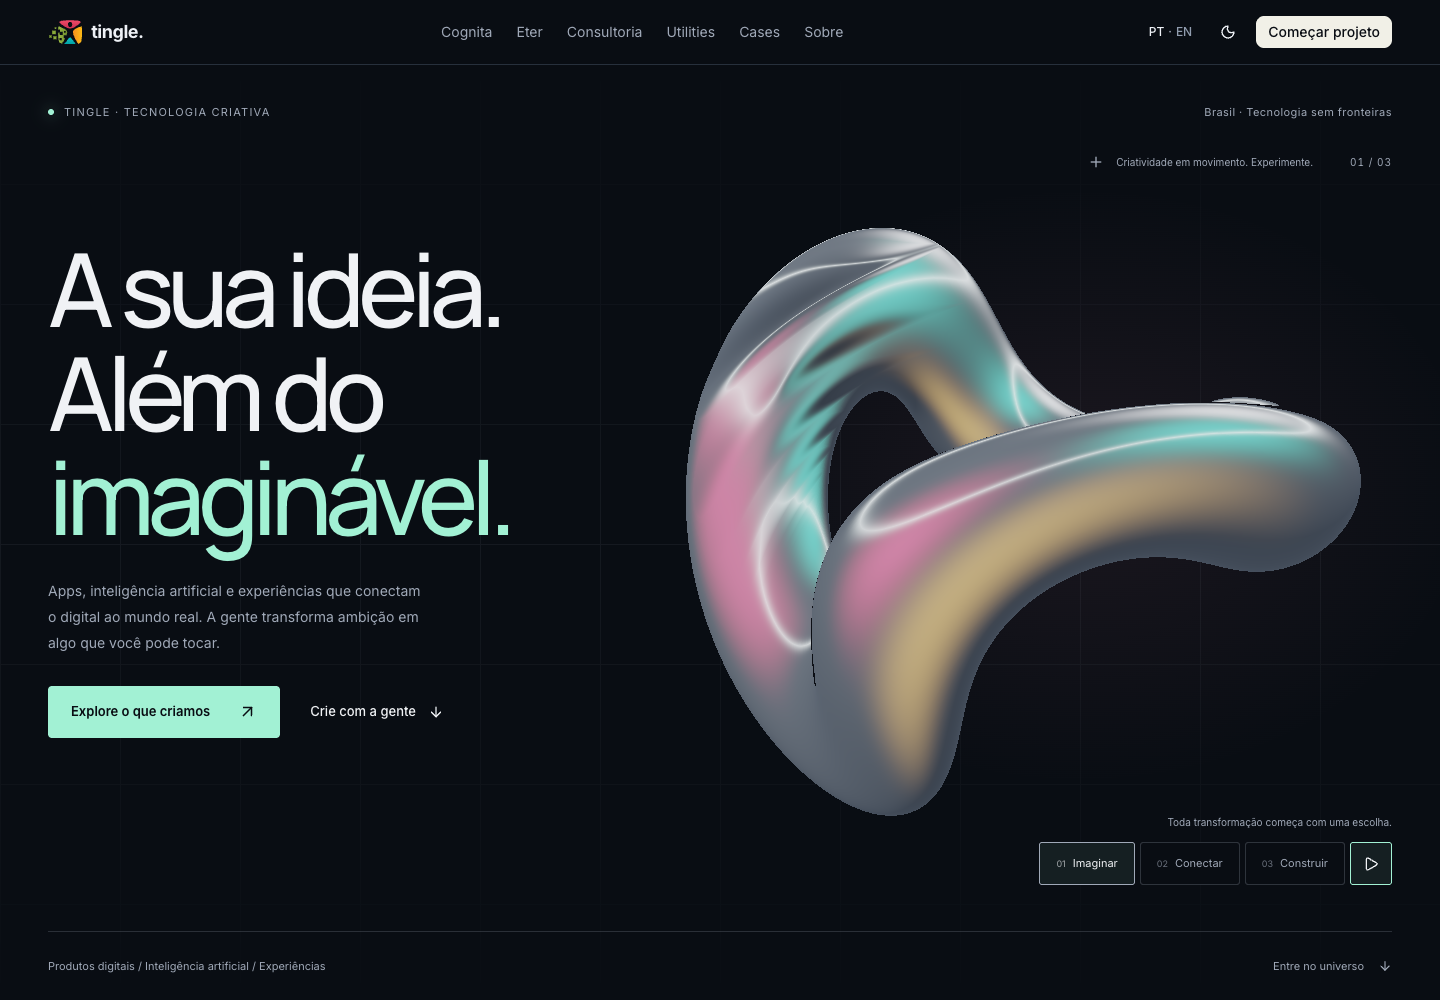 tingle.
Cognita Eter Consultoria Utilities Cases Sobre
PT · EN
Começar projeto
TINGLE · TECNOLOGIA CRIATIVA
Brasil · Tecnologia sem fronteiras
Criatividade em movimento. Experimente.
01 / 03
A sua ideia.
Além do
imaginável.
Apps, inteligência artificial e experiências que conectam
o digital ao mundo real. A gente transforma ambição em
algo que você pode tocar.
Explore o que criamos
Crie com a gente
Toda transformação começa com uma escolha.
01 Imaginar
02 Conectar
03 Construir
Produtos digitais / Inteligência artificial / Experiências
Entre no universo